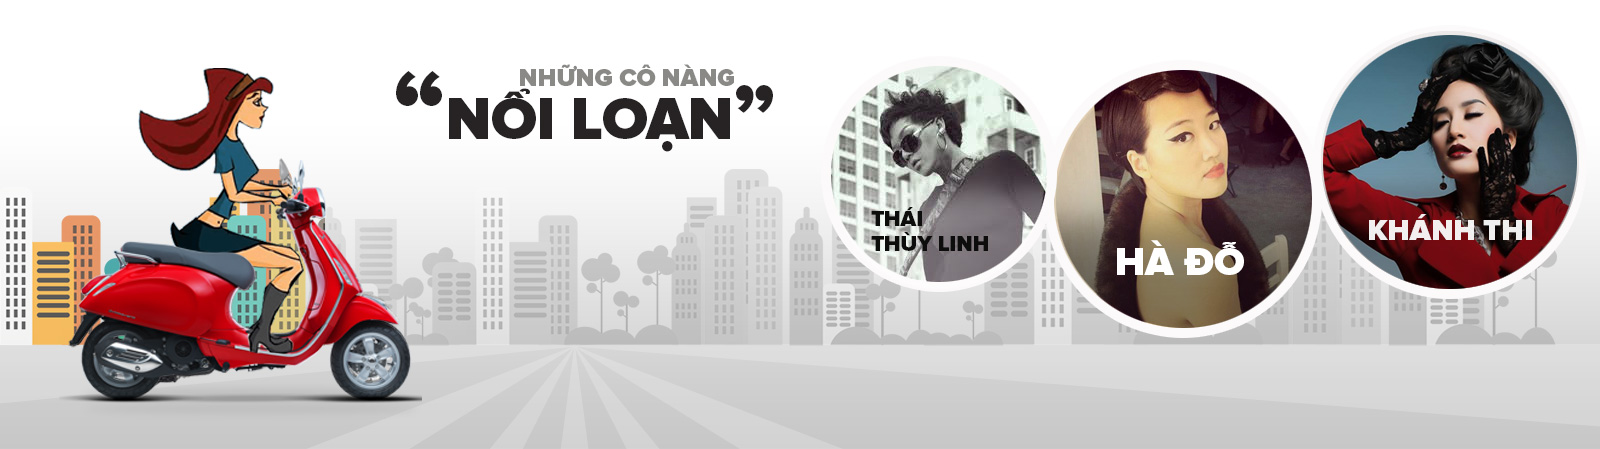 NHỮNG CÔ NÀNG
“NỔI LOẠN”
THÁI
THÙY LINH
HÀ ĐỖ
KHÁNH THI